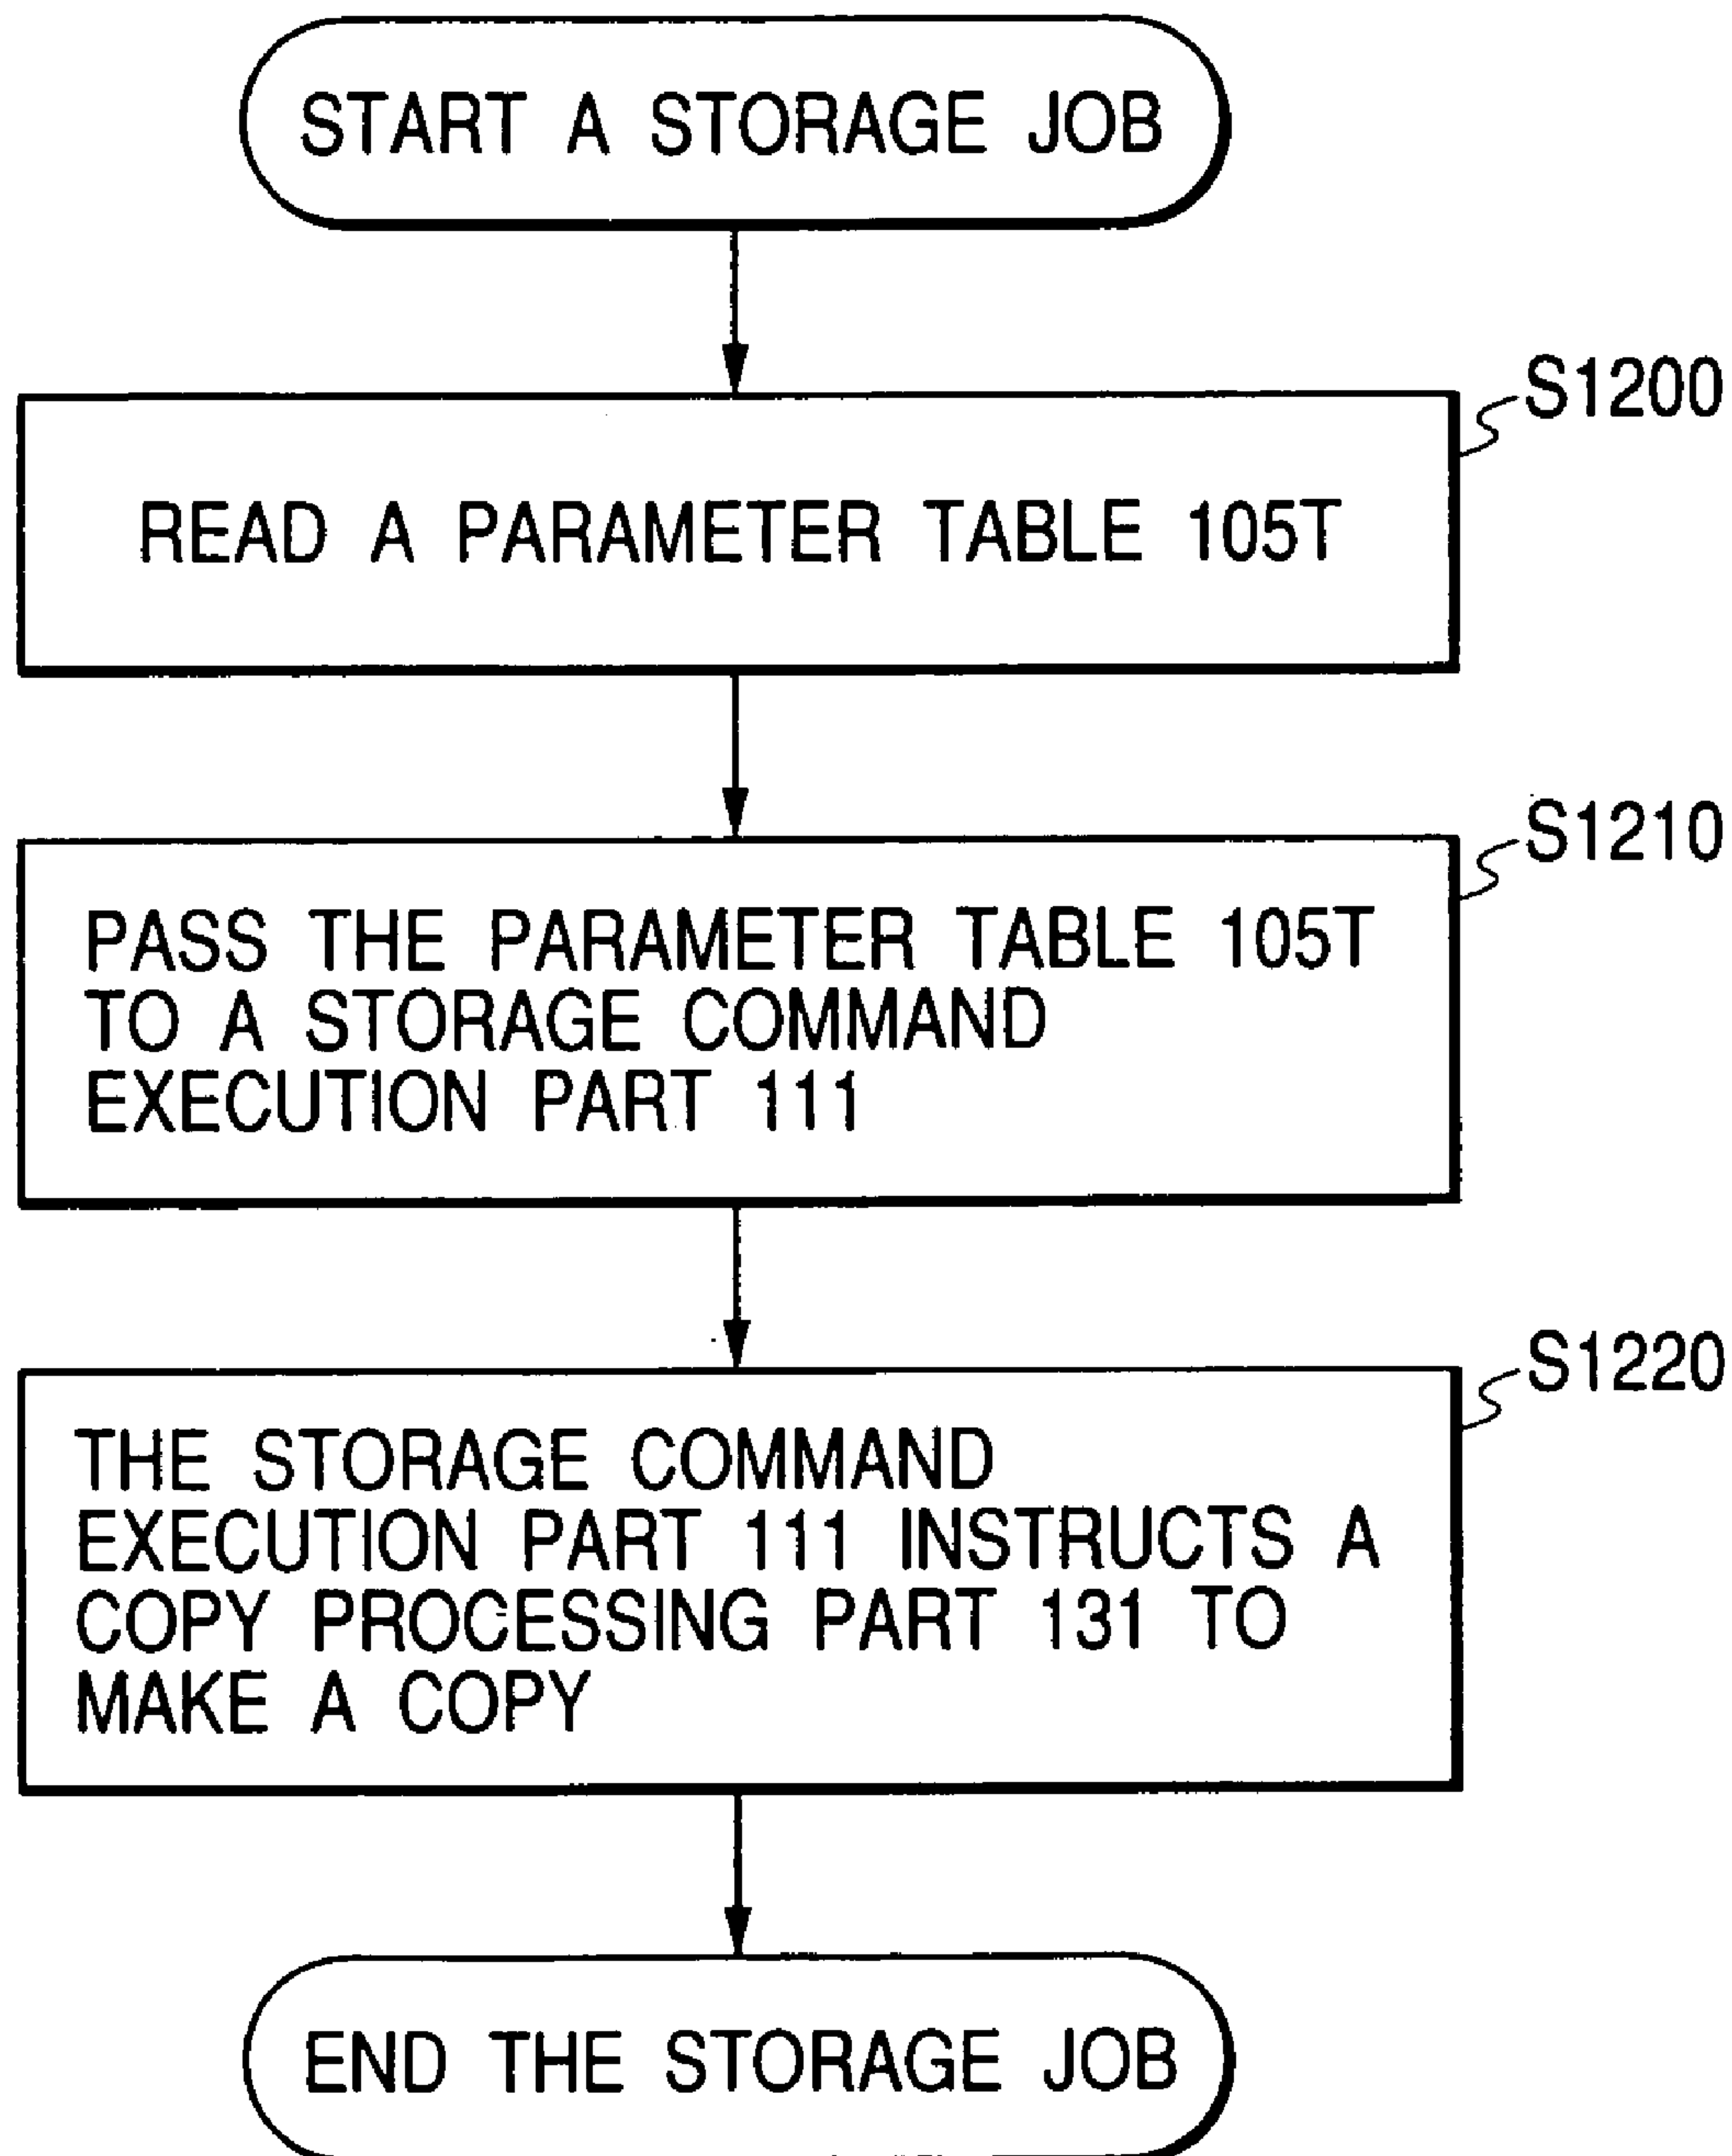 START A STORAGE JOB
S1200
READ A PARAMETER TABLE 105T
S1210
PASS THE PARAMETER TABLE 105T
TO A STORAGE COMMAND
EXECUTION PART 111
S1220
THE STORAGE COMMAND
EXECUTION PART 111 INSTRUCTS A
COPY PROCESSING PART 131 TO
MAKE A COPY
END THE STORAGE JOB